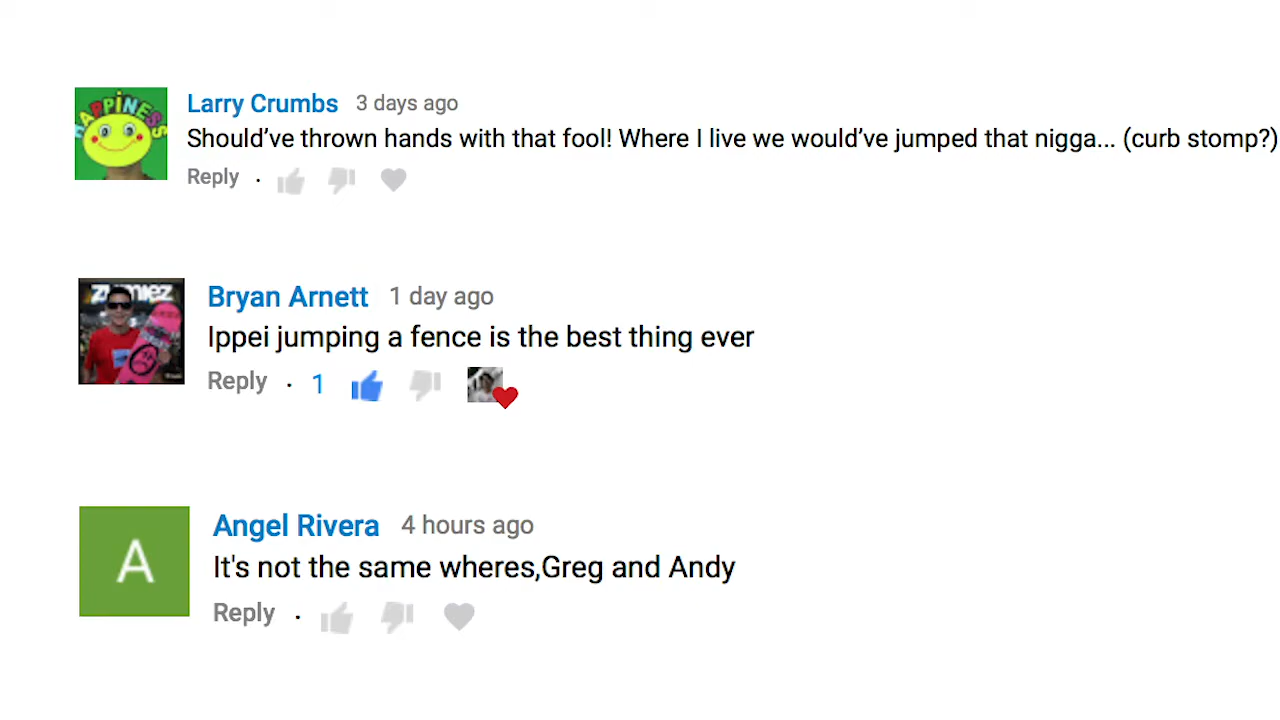 HAPPINESS
Larry Crumbs 3 days ago
Should’ve thrown hands with that fool! Where I live we would’ve jumped that nigga... (curb stomp?)
Reply ·
zumiez
Bryan Arnett 1 day ago
Ippei jumping a fence is the best thing ever
Reply · 1
A
Angel Rivera 4 hours ago
It's not the same wheres,Greg and Andy
Reply ·